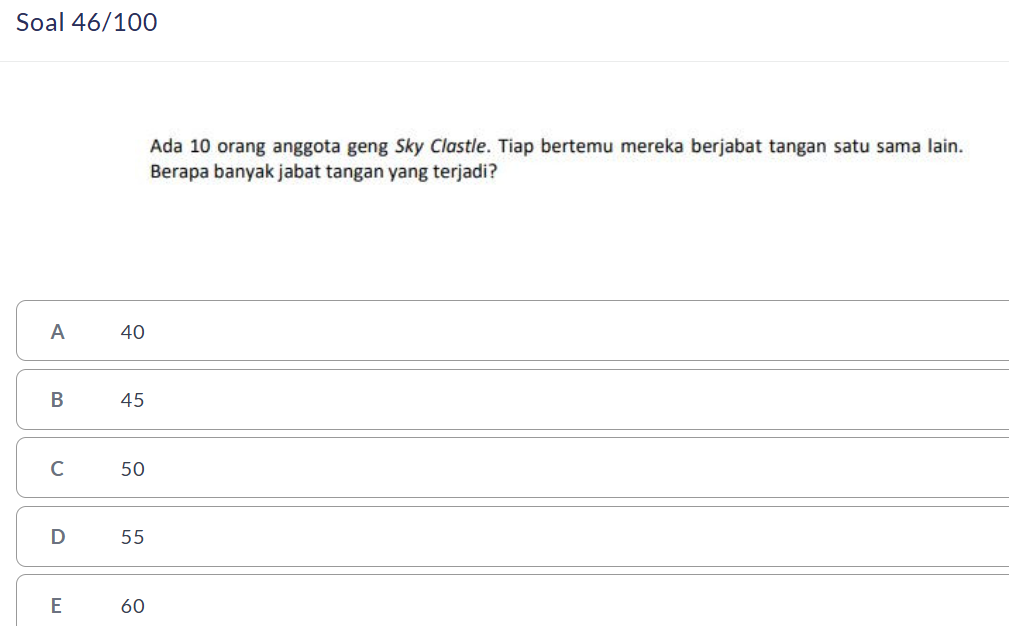 Soal 46/100
Ada 10 orang anggota geng Sky Clastle. Tiap bertemu mereka berjabat tangan satu sama lain.
Berapa banyak jabat tangan yang terjadi?
A 40
B 45
C 50
D 55
E 60